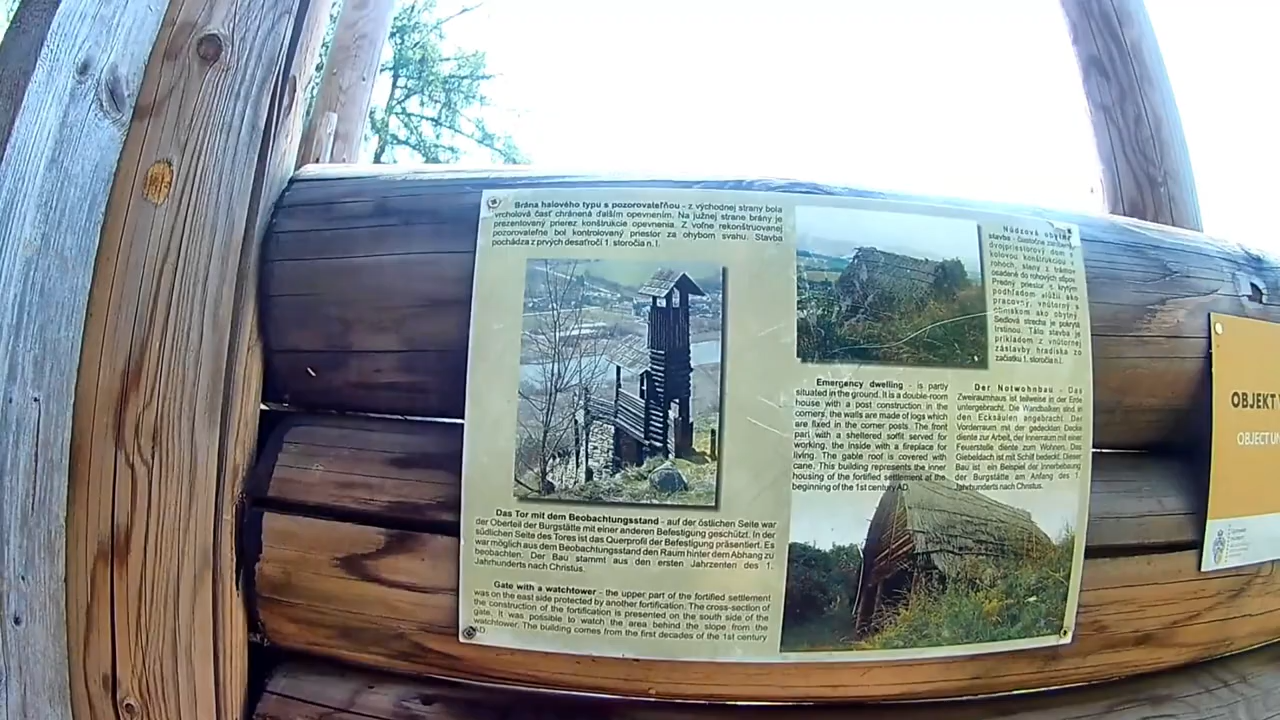 Brána halového typu s pozorovateľňou - z východnej strany bola
vrcholová časť chránená ďalším opevnením. Na južnej strane brány je
prezentovaný prierez konštrukcie opevnenia. Z voľne rekonštruovanej
pozorovateľne bol kontrolovaný priestor za ohybom svahu. Stavba
pochádza z prvých desaťročí 1. storočia n. l.
Das Tor mit dem Beobachtungsstand - auf der östlichen Seite war
der Oberteil der Burgstätte mit einer anderen Befestigung geschützt. In der
südlichen Seite des Tores ist das Querprofil der Befestigung präsentiert. Es
war möglich aus dem Beobachtungsstand den Raum hinter dem Abhang zu
beobachten. Der Bau stammt aus den ersten Jahrzenten des 1.
Jahrhunderts nach Christus.
Gate with a watchtower - the upper part of the fortified settlement
was on the east side protected by another fortification. The cross-section of
the construction of the fortification is presented on the south side of the
gate. It was possible to watch the area behind the slope from the
watchtower. The building comes from the first decades of the 1st century
AD.
Núdzová
stavba - čiastočne
dvojpriestorový dom s
kolovou konštrukciou v
rohoch, steny z trámov
osadené do rohových stĺpov.
Predný priestor s krytým
podhľadom slúžil ako
pracovný, vnútorný s
ohniskom ako obytný.
Sedlová strecha je pokrytá
trstinou. Táto stavba je
príkladom z vnútornej
zástavby hradiska zo
začiatku 1. storočia n.l.
Emergency dwelling - is partly
situated in the ground. It is a double-room
house with a post construction in the
corners, the walls are made of logs which
are fixed in the corner posts. The front
part with a sheltered soffit served for
working, the inside with a fireplace for
living. The gable roof is covered with
cane. This building represents the inner
housing of the fortified settlement at the
beginning of the 1st century AD.
Der Notwohnbau - Das
Zweiraumhaus ist teilweise in der Erde
untergebracht. Die Wandbalken sind in
den Ecksäulen angebracht. Der
Vorderraum mit der gedeckten Decke
diente zur Arbeit, der Innenraum mit einer
Feuerstelle diente zum Wohnen. Das
Giebeldach ist mit Schilf bedeckt. Dieser
Bau ist ein Beispiel der Innerbebauung
der Burgstätte am Anfang des 1.
Jahrhunderts nach Christus.
OBJEKT
OBJECT